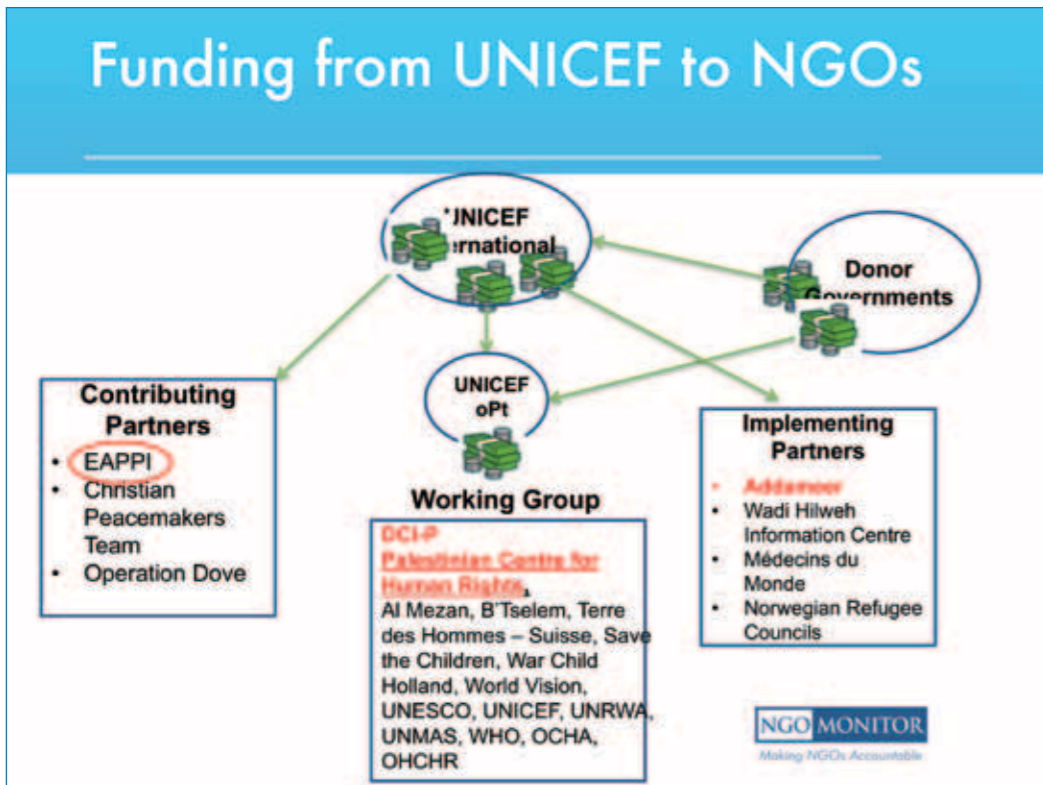 Funding from UNICEF to NGOs
UNICEF
ernational
Donor
Governments
UNICEF
oPt
Contributing
Partners
• EAPPI
• Christian
Peacemakers
Team
• Operation Dove
Working Group
DCI-P
Palestinian Centre for
Human Rights,
Al Mezan, B'Tselem, Terre
des Hommes – Suisse, Save
the Children, War Child
Holland, World Vision,
UNESCO, UNICEF, UNRWA,
UNMAS, WHO, OCHA,
OHCHR
Implementing
Partners
• Addameer
• Wadi Hilweh
Information Centre
• Médecins du
Monde
• Norwegian Refugee
Councils
NGO MONITOR
Making NGOs Accountable